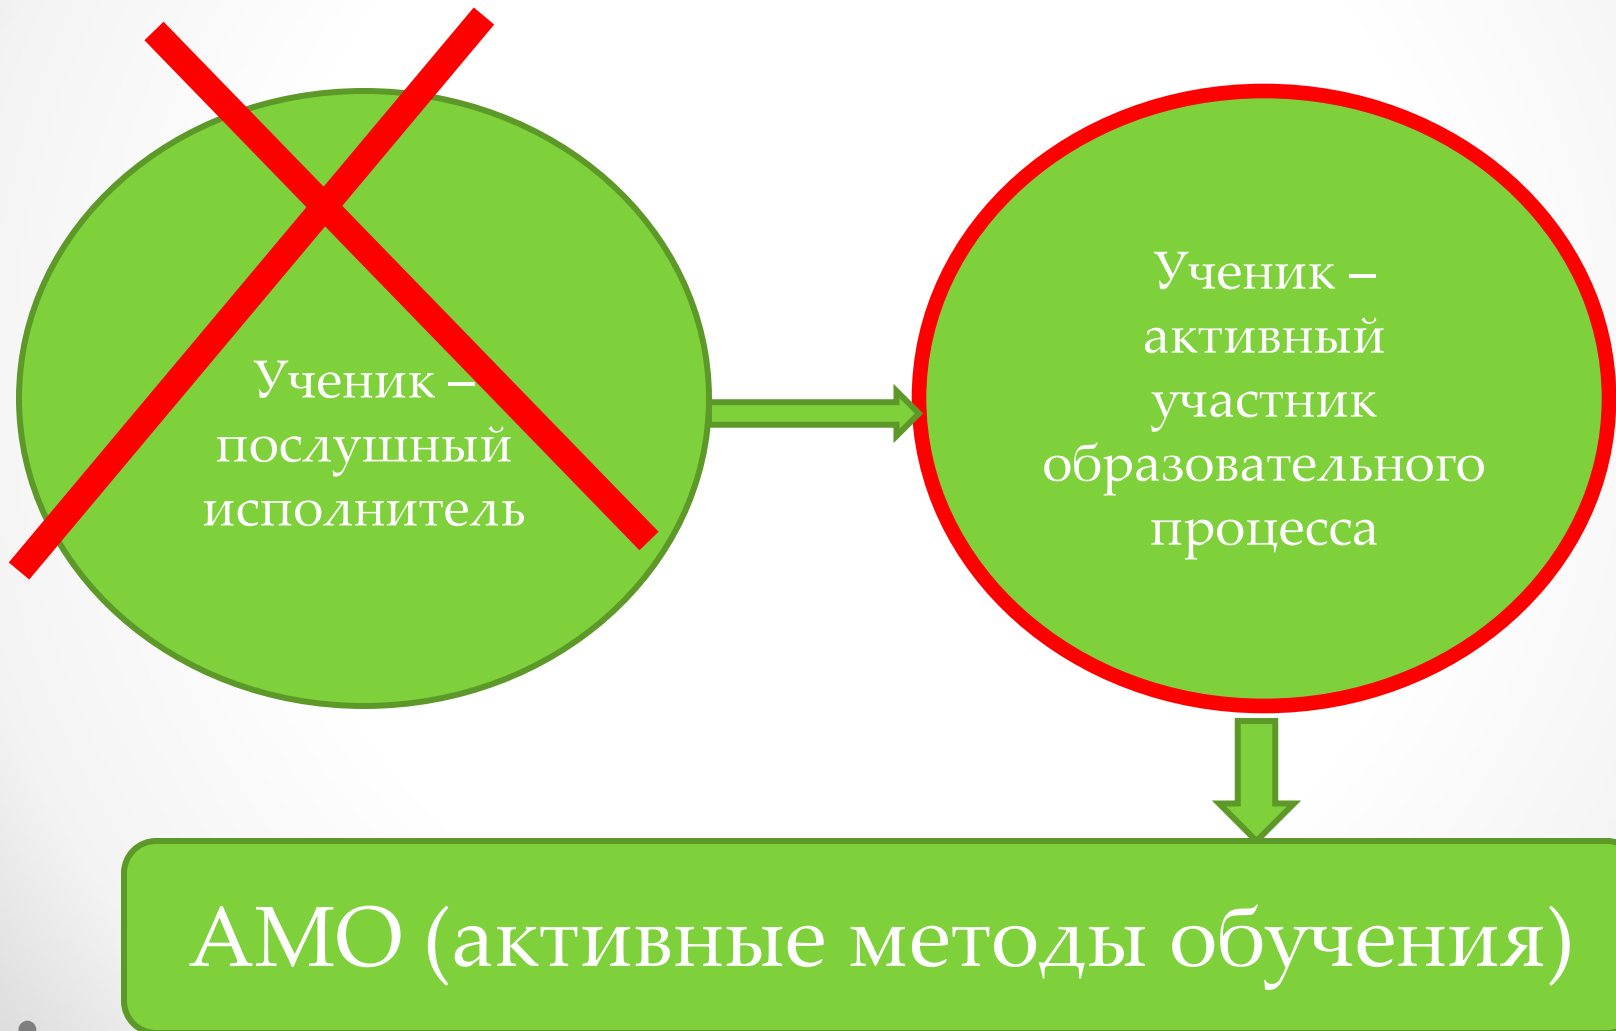 Ученик –
послушный
исполнитель
Ученик –
активный
участник
образовательного
процесса
АМО (активные методы обучения)